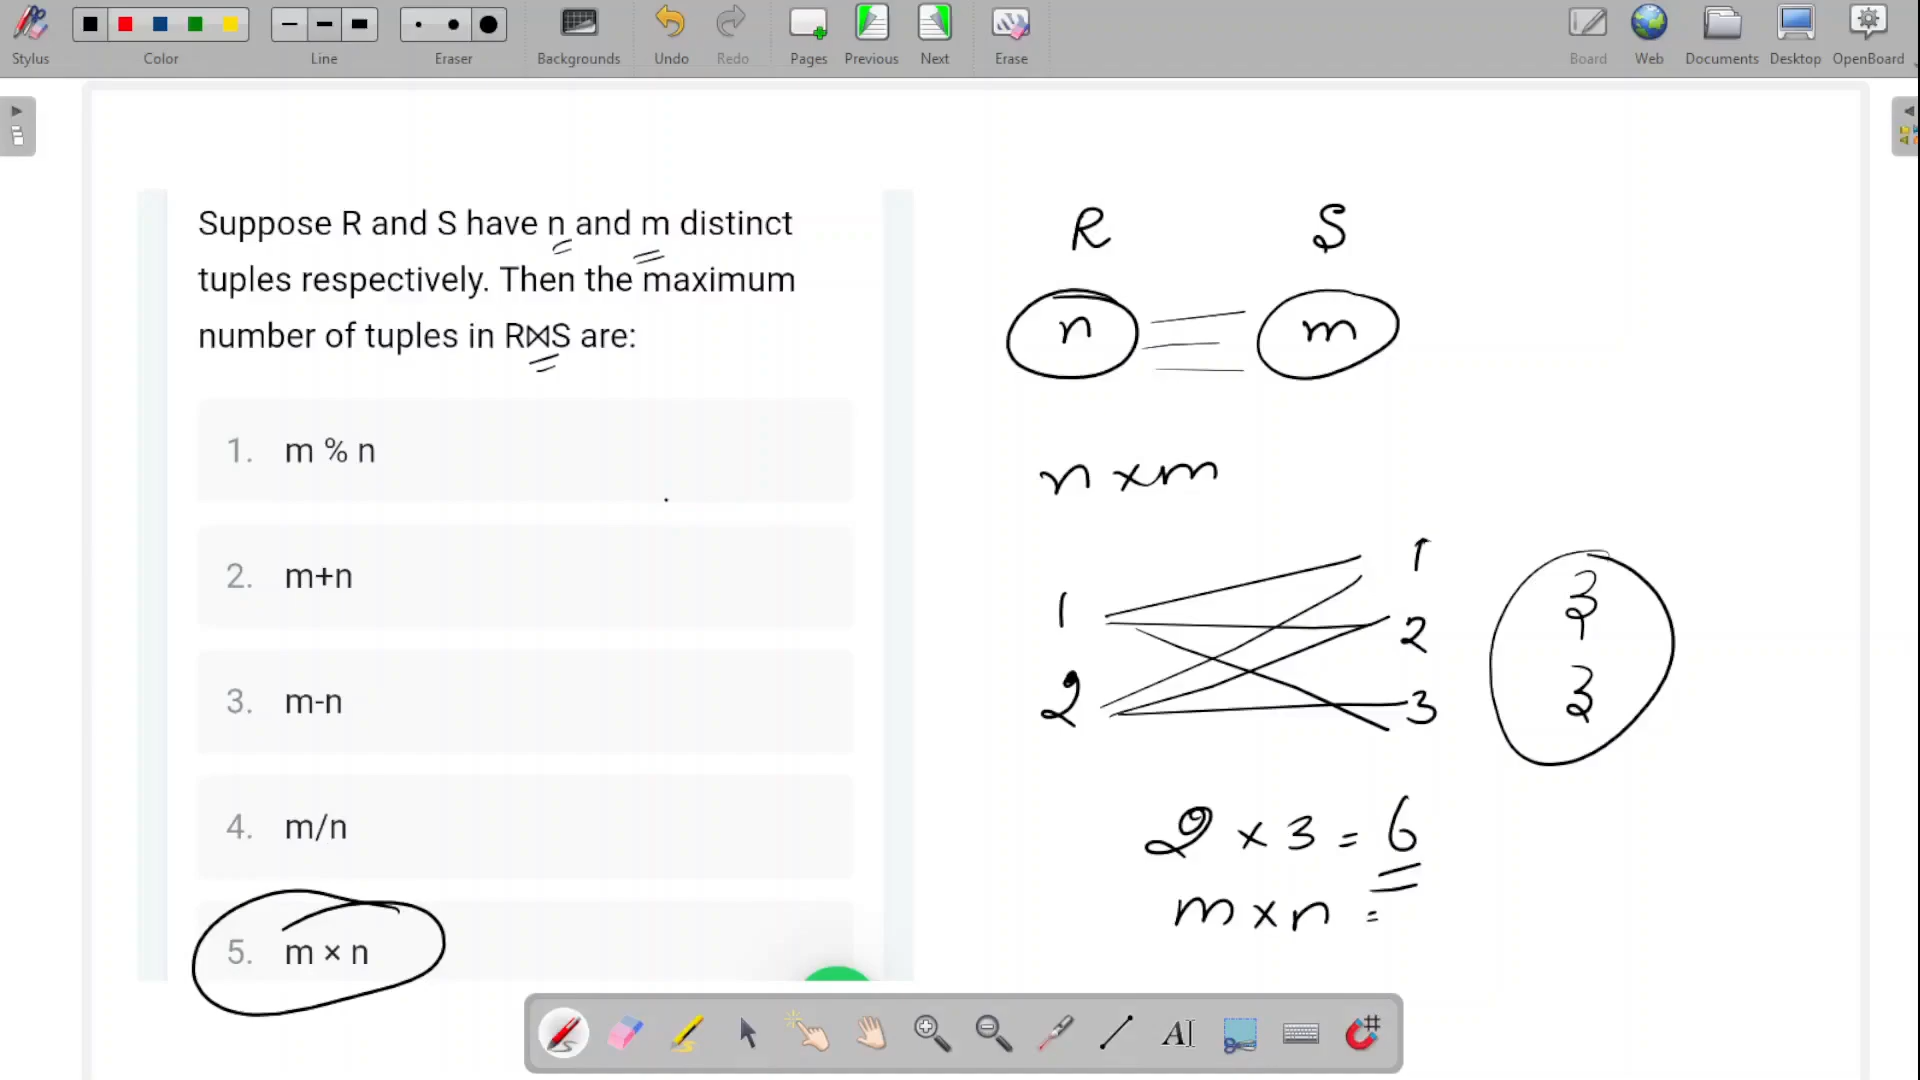 Stylus
Color
Line
Eraser
Backgrounds
Undo
Redo
Pages
Previous
Next
Erase
Board
Web
Documents
Desktop
OpenBoard
Suppose R and S have n and m distinct
tuples respectively. Then the maximum
number of tuples in R⋈S are:
1. m % n
2. m+n
3. m-n
4. m/n
5. m × n
R S
n m
n × m
1
2
1
2
3
3
3
2 × 3 = 6
m × n =
AI